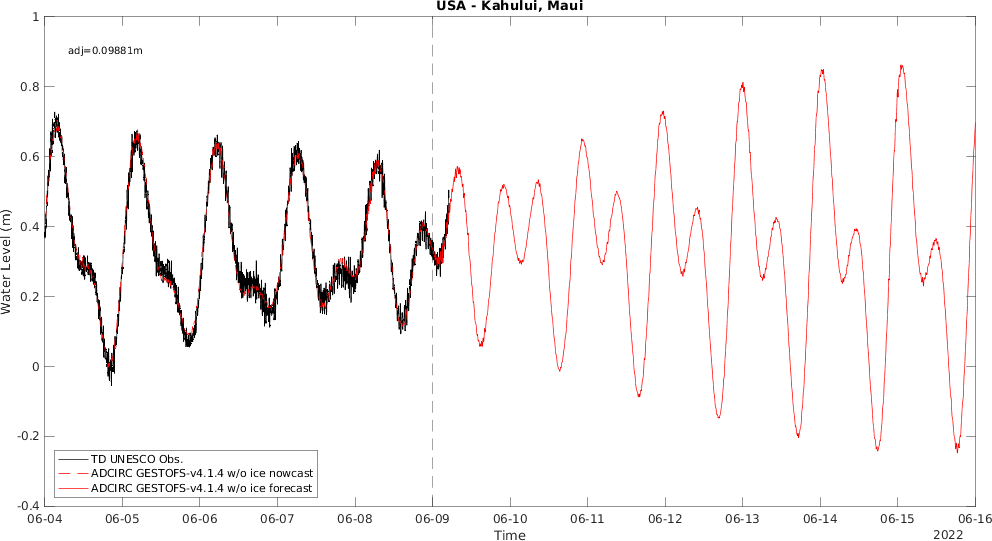 USA - Kahului, Maui
adj=0.09881m
Water Level (m)
1
0.8
0.6
0.4
0.2
0
-0.2
-0.4
TD UNESCO Obs.
ADCIRC GESTOFS-v4.1.4 w/o ice nowcast
ADCIRC GESTOFS-v4.1.4 w/o ice forecast
06-04 06-05 06-06 06-07 06-08 06-09 06-10 06-11 06-12 06-13 06-14 06-15 06-16
Time
2022